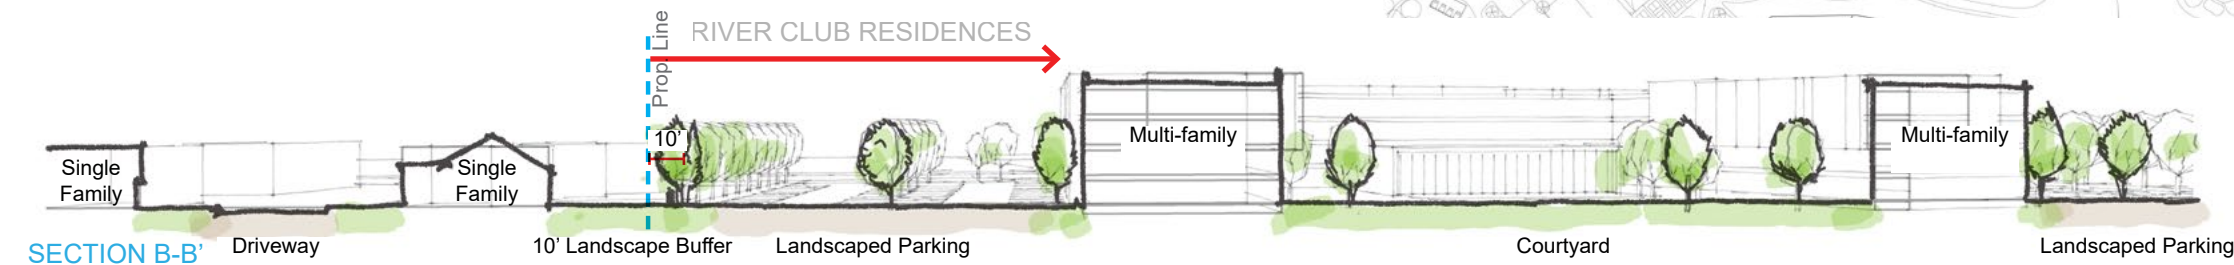 RIVER CLUB RESIDENCES
Prop. Line
10’
Single
Family
Single
Family
Multi-family
Multi-family
SECTION B-B’
Driveway
10’ Landscape Buffer
Landscaped Parking
Courtyard
Landscaped Parking